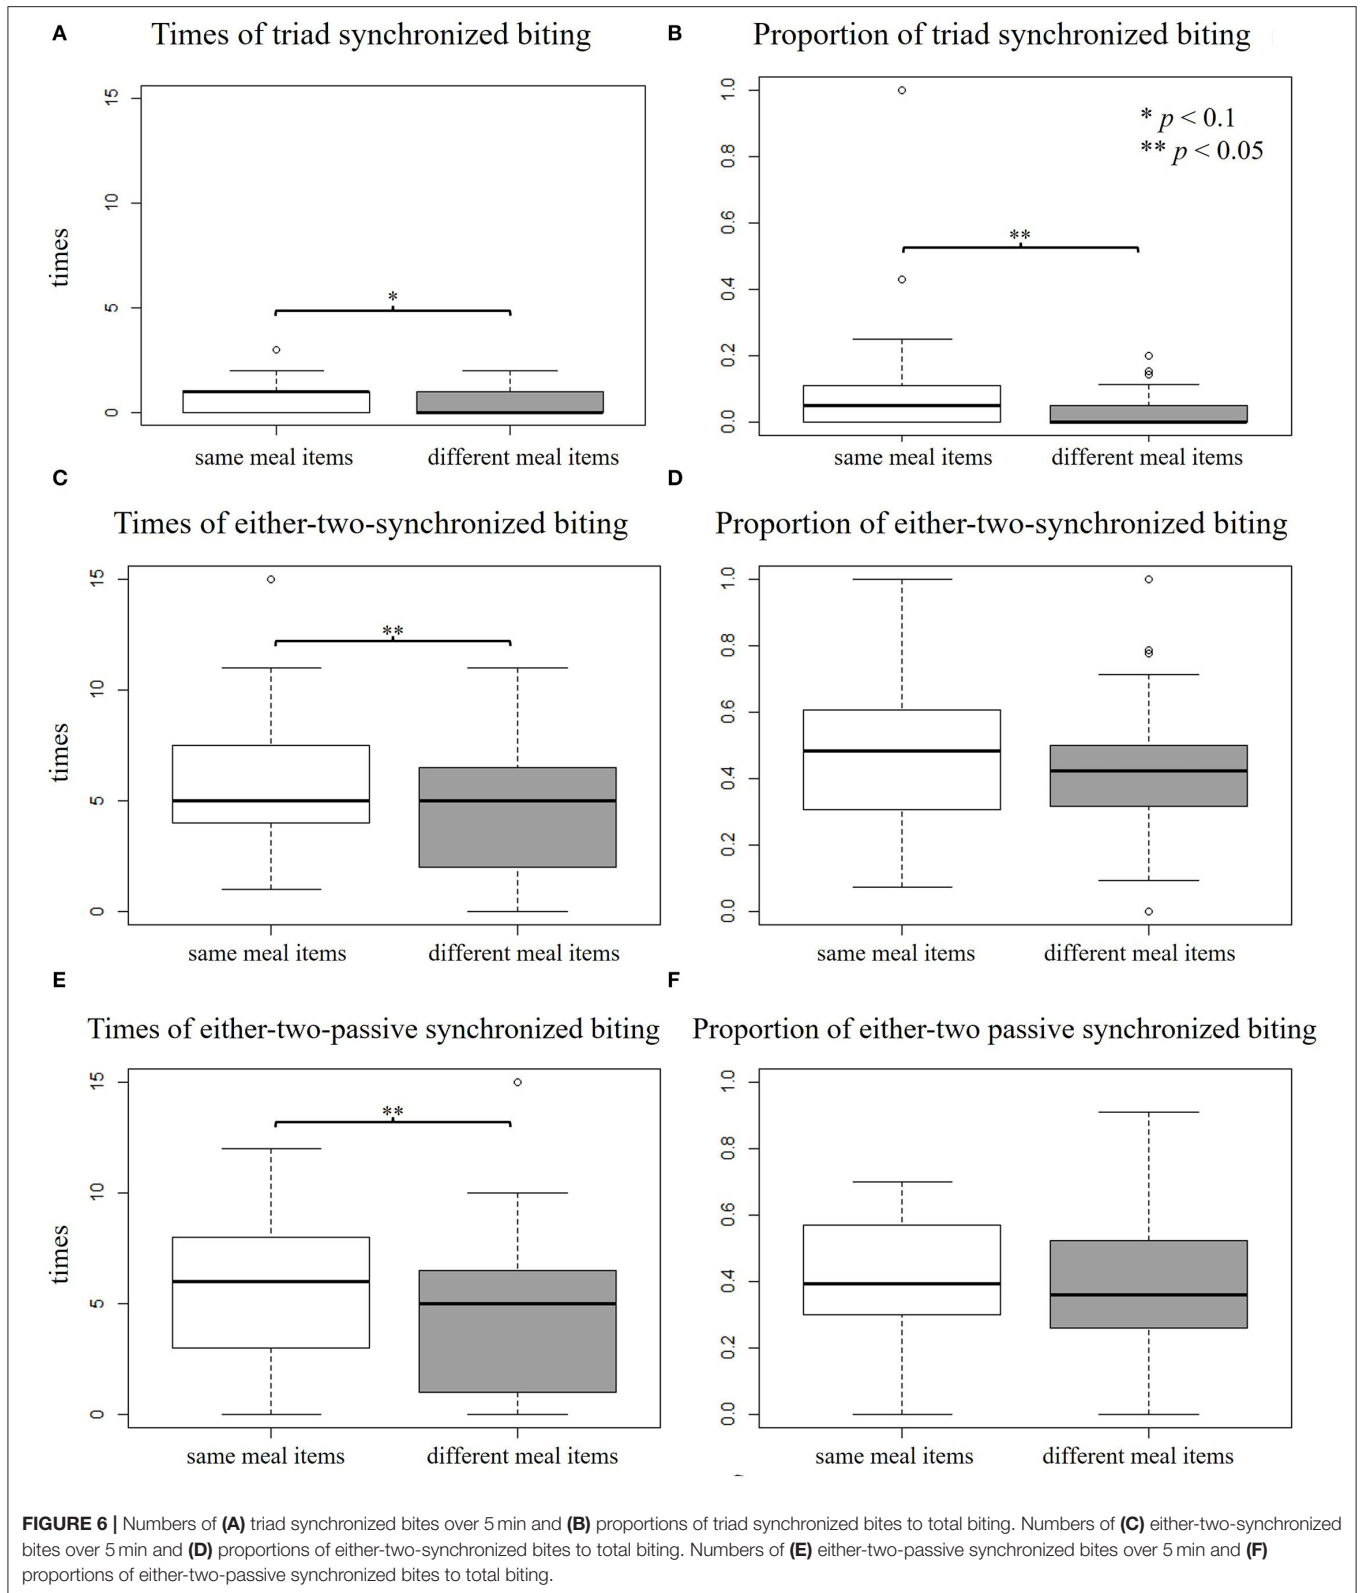 A
Times of triad synchronized biting
15
10
5
0
times
*
same meal items
different meal items
B
Proportion of triad synchronized biting
1.0
0.8
0.6
0.4
0.2
0.0
* p < 0.1
** p < 0.05
**
same meal items
different meal items
C
Times of either-two-synchronized biting
15
10
5
0
times
**
same meal items
different meal items
D
Proportion of either-two-synchronized biting
1.0
0.8
0.6
0.4
0.2
0.0
same meal items
different meal items
E
Times of either-two-passive synchronized biting
15
10
5
0
times
**
same meal items
different meal items
F
Proportion of either-two passive synchronized biting
1.0
0.8
0.6
0.4
0.2
0.0
same meal items
different meal items
FIGURE 6 | Numbers of (A) triad synchronized bites over 5 min and (B) proportions of triad synchronized bites to total biting. Numbers of (C) either-two-synchronized
bites over 5 min and (D) proportions of either-two-synchronized bites to total biting. Numbers of (E) either-two-passive synchronized bites over 5 min and (F)
proportions of either-two-passive synchronized bites to total biting.